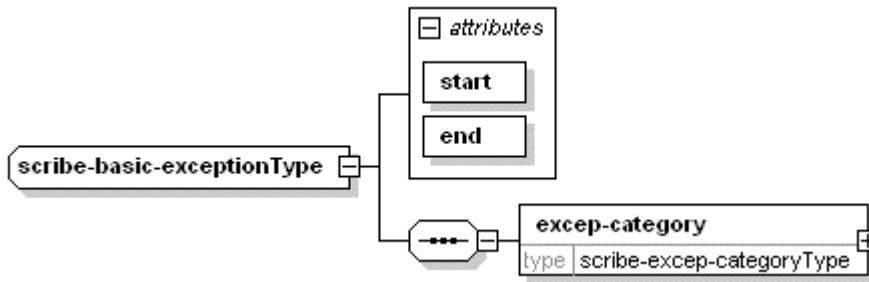 attributes
start
end
scribe-basic-exceptionType
excep-category
type scribe-excep-categoryType